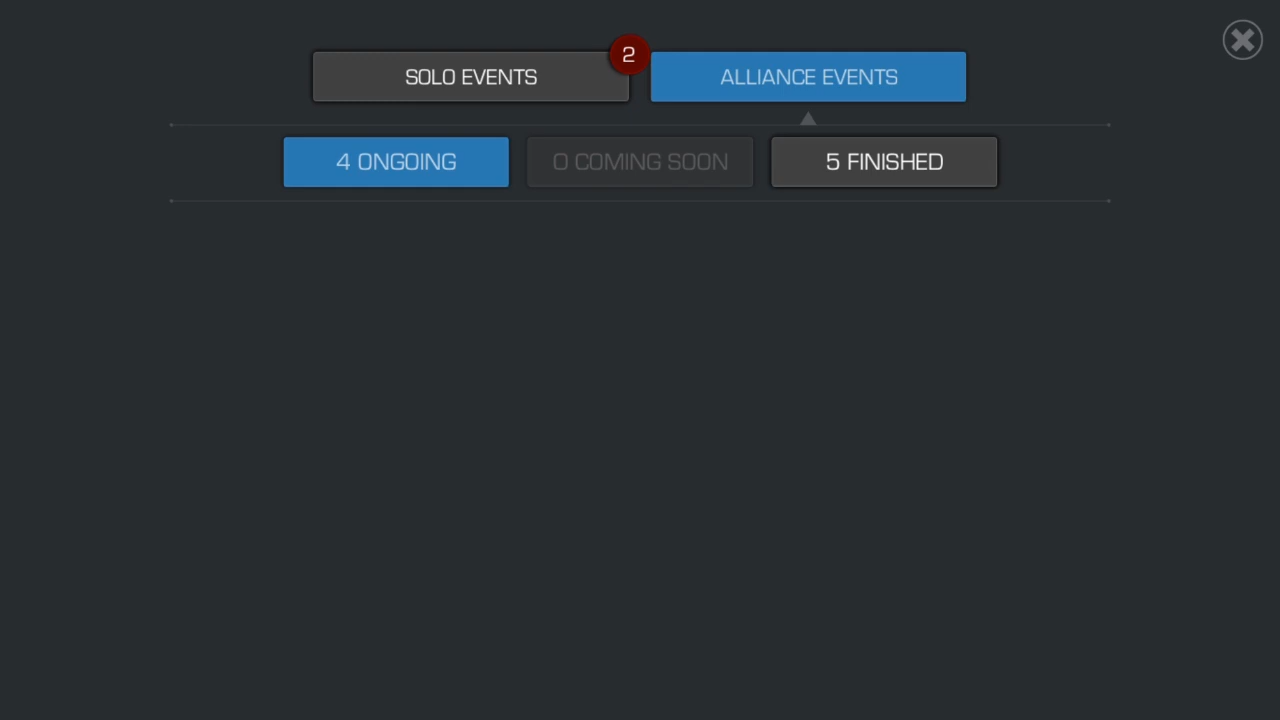 2
SOLO EVENTS
ALLIANCE EVENTS
4 ONGOING
0 COMING SOON
5 FINISHED